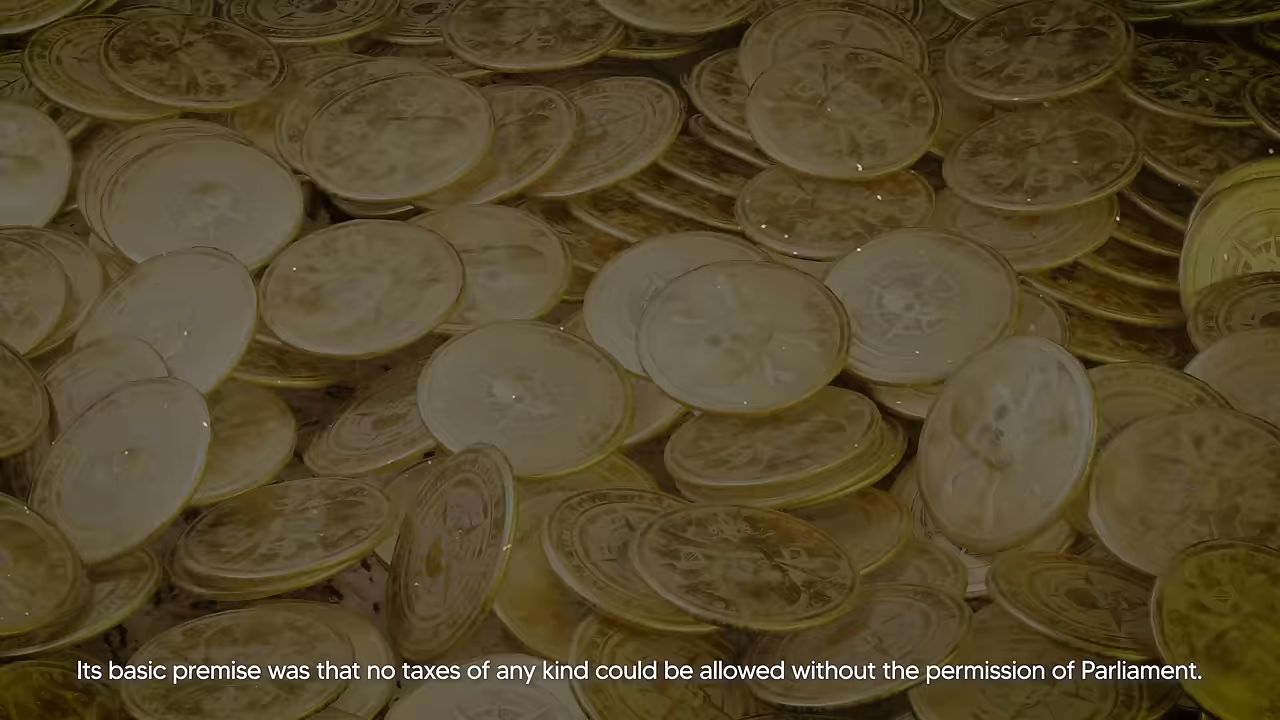 Its basic premise was that no taxes of any kind could be allowed without the permission of Parliament.